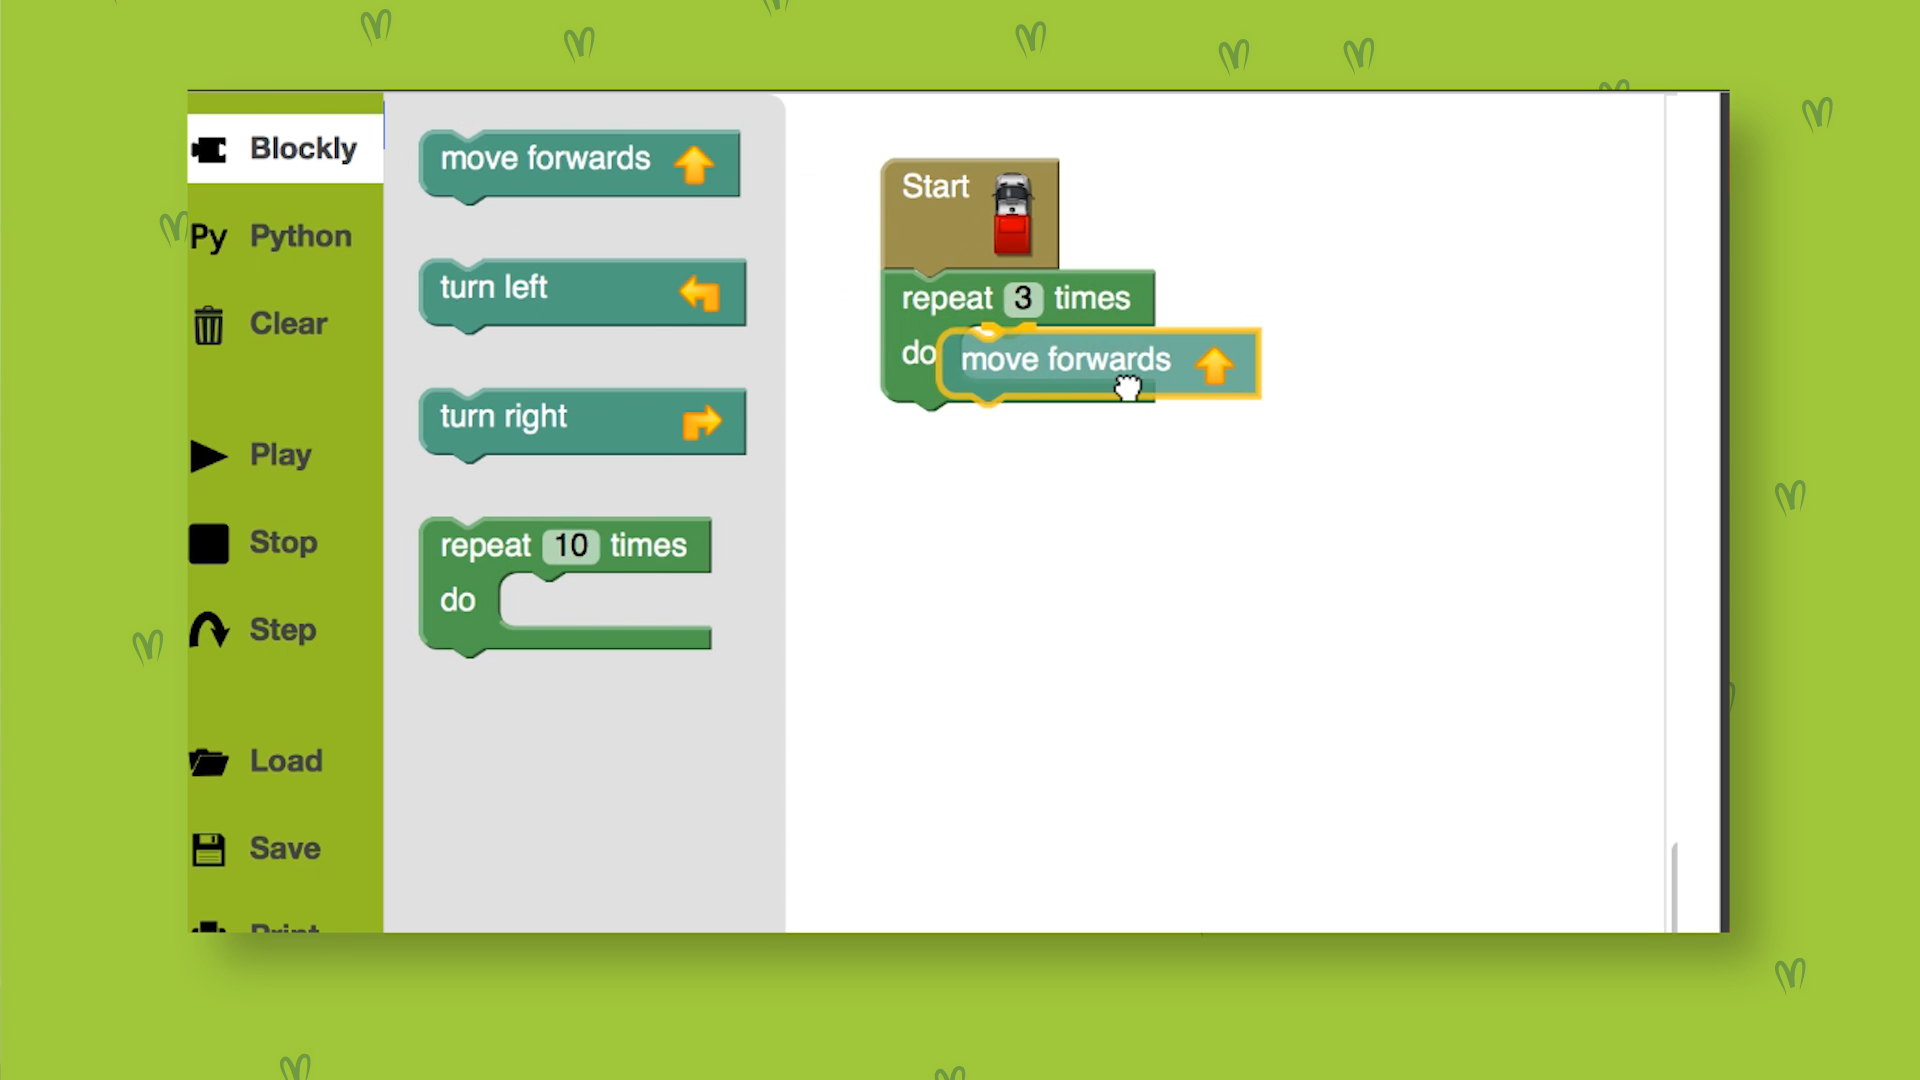 Blockly
Py Python
Clear
Play
Stop
Step
Load
Save
Print
move forwards
turn left
turn right
repeat 10 times
do
Start
repeat 3 times
do
move forwards